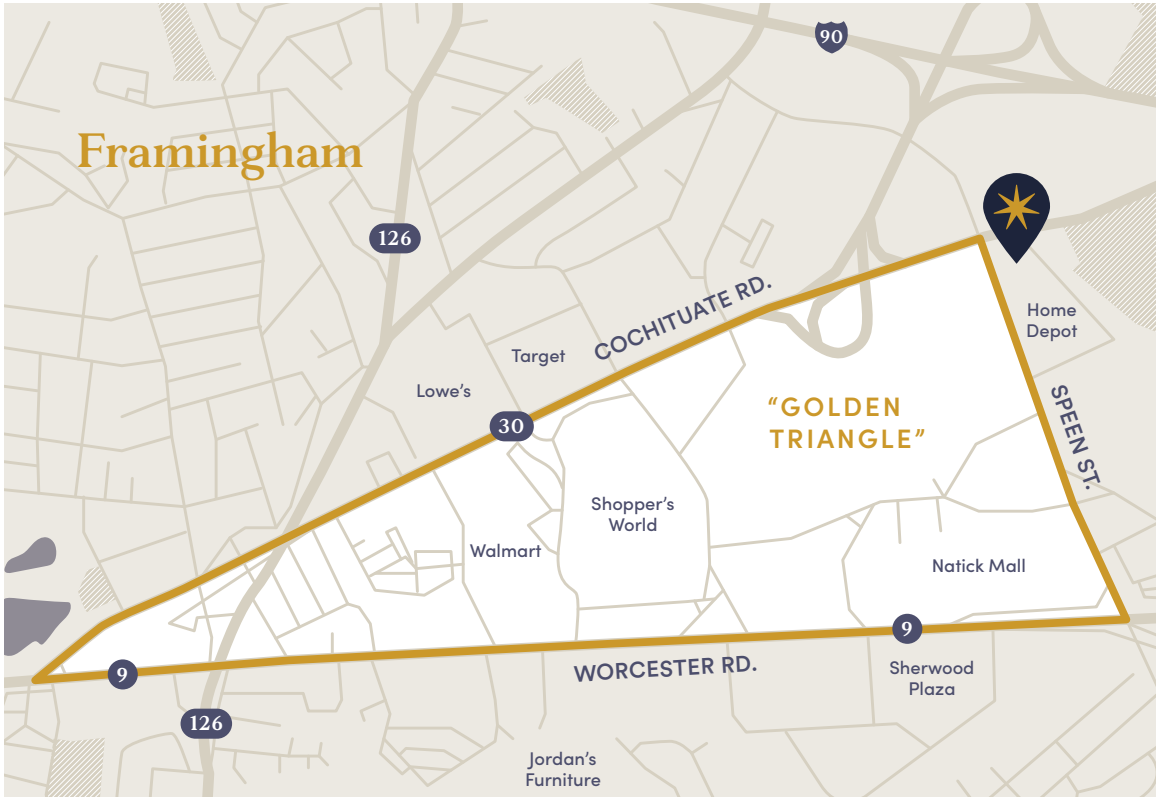 90
Framingham
126
COCHITUATE RD.
Home
Depot
Target
Lowe's
30
"GOLDEN
TRIANGLE"
SPEEN ST.
Shopper's
World
Walmart
Natick Mall
9
WORCESTER RD.
9
Sherwood
Plaza
126
Jordan's
Furniture